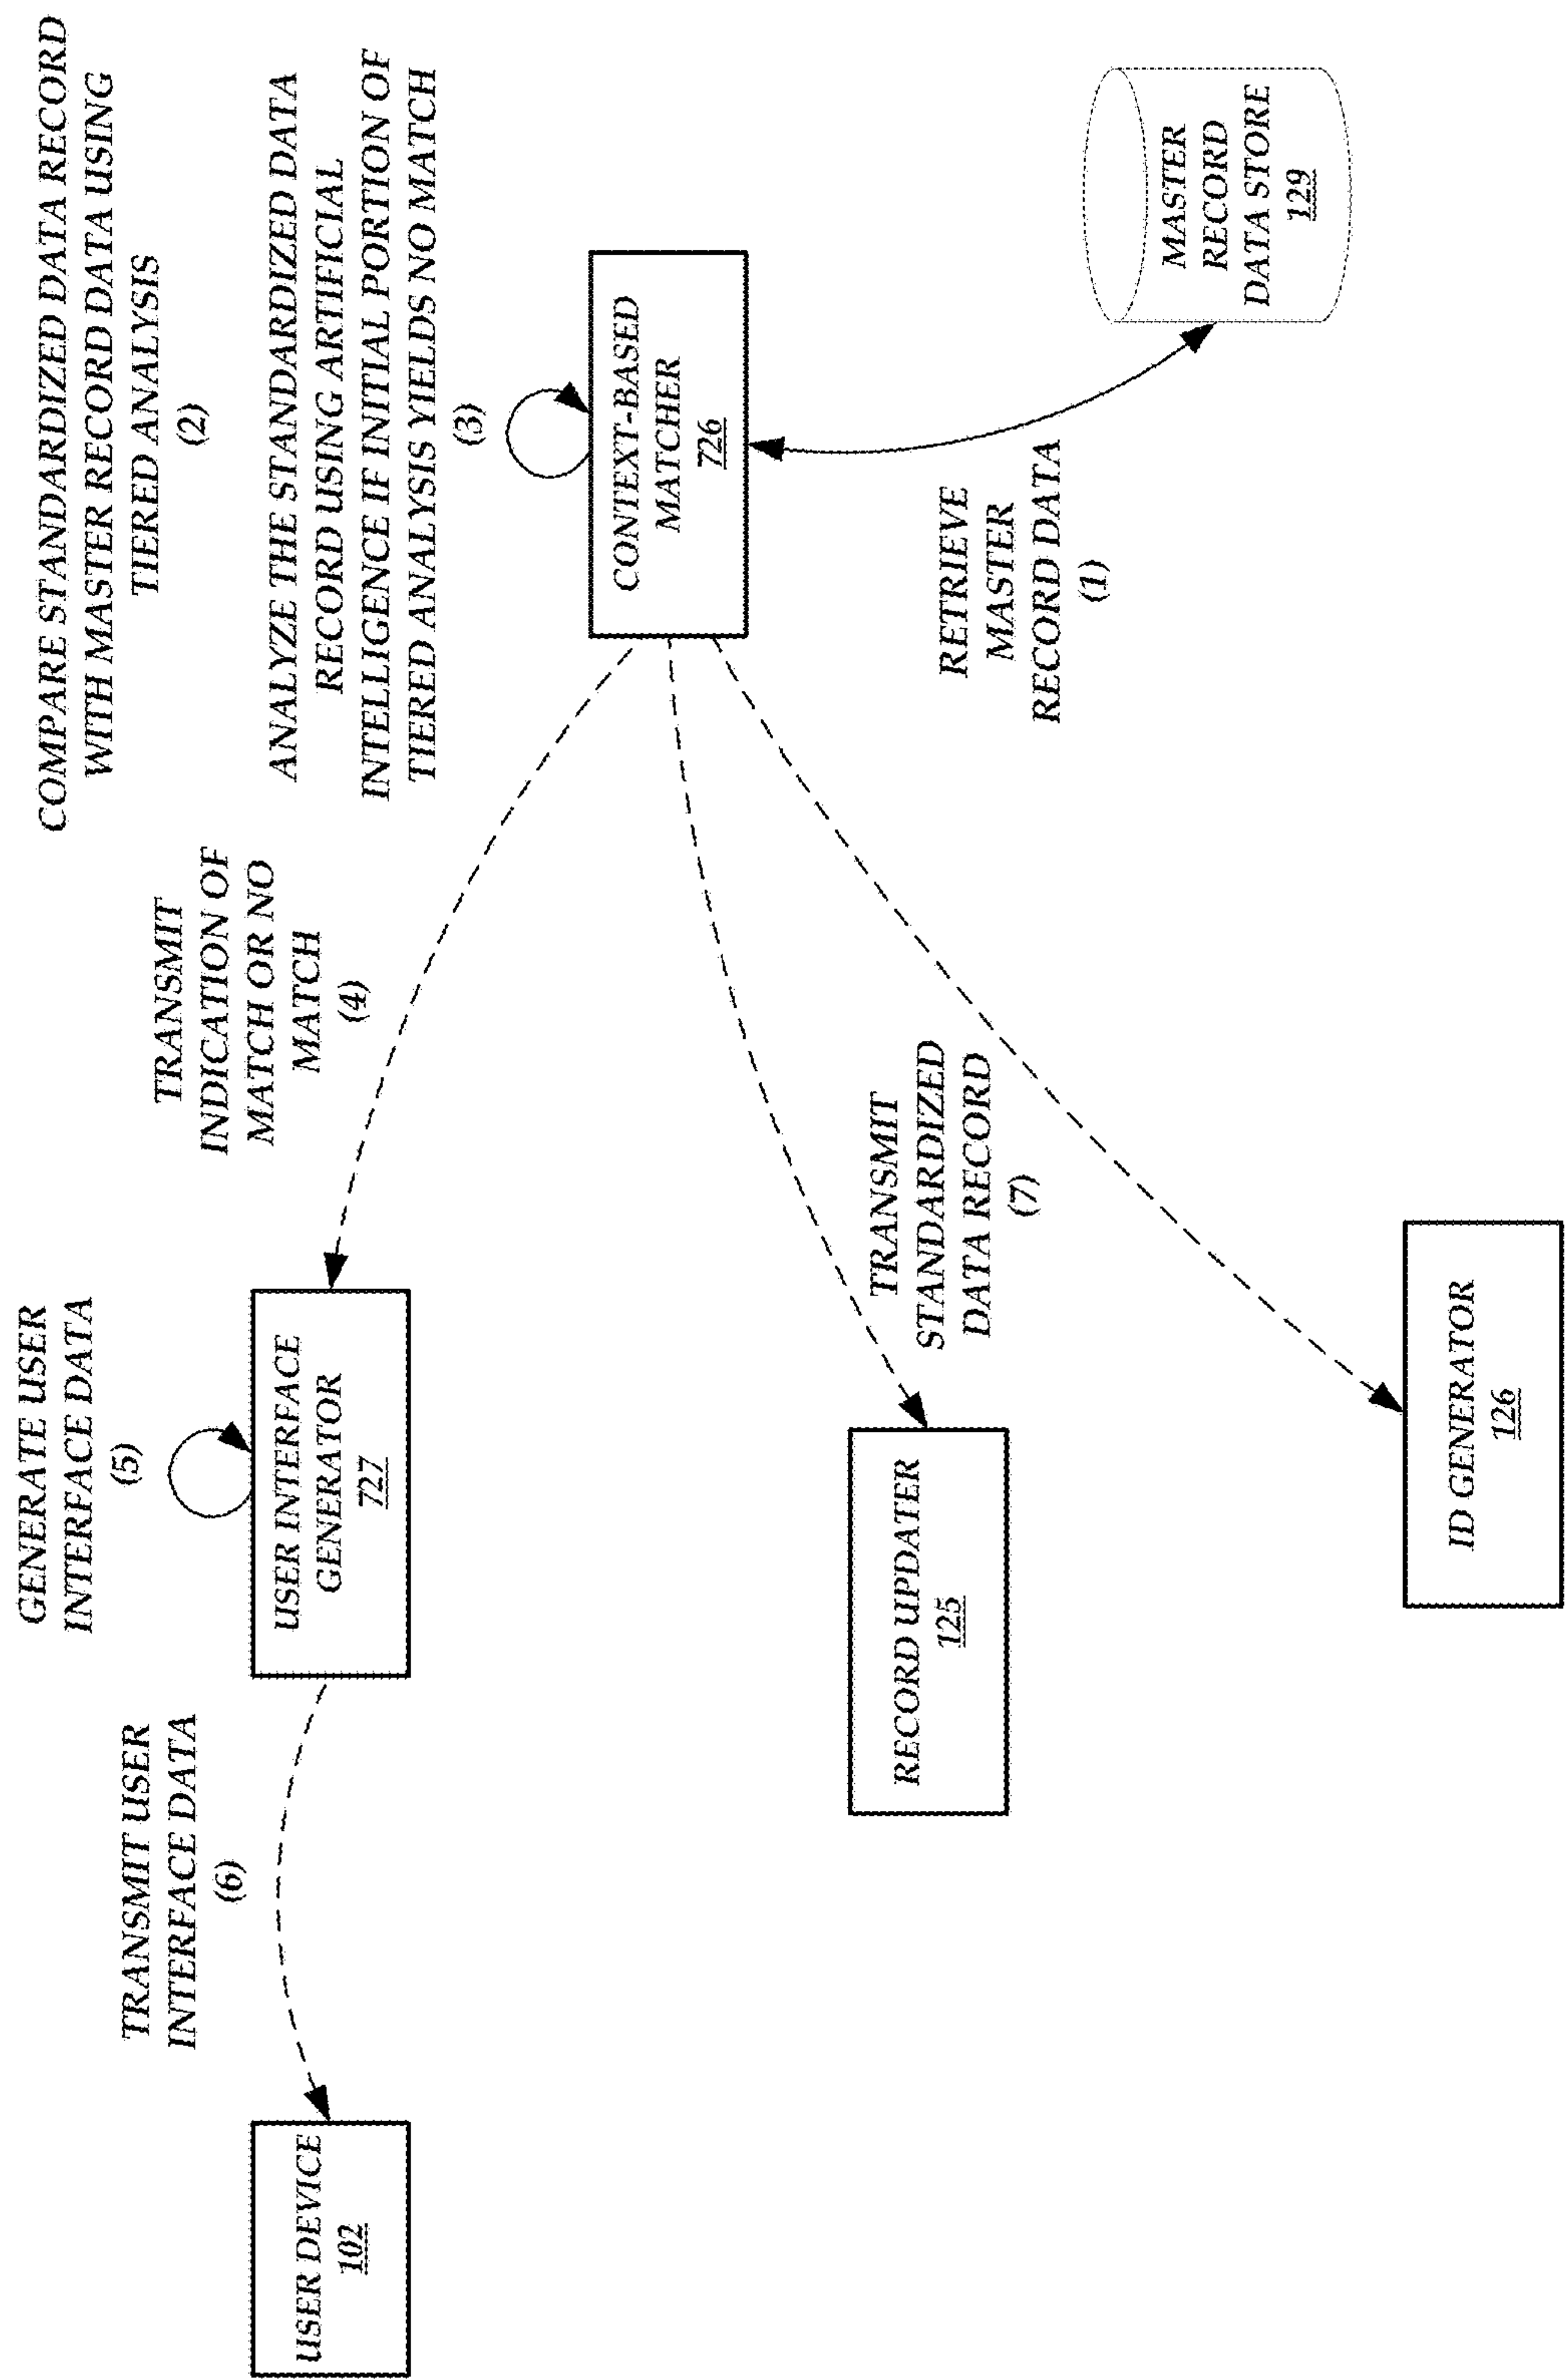 COMPARE STANDARDIZED DATA RECORD
WITH MASTER RECORD DATA USING
TIERED ANALYSIS
(2)
ANALYZE THE STANDARDIZED DATA
RECORD USING ARTIFICIAL
INTELLIGENCE IF INITIAL PORTION OF
TIERED ANALYSIS YIELDS NO MATCH
(3)
CONTEXT-BASED
MATCHER
726
RETRIEVE
MASTER
RECORD DATA
(1)
MASTER
RECORD
DATA STORE
129
TRANSMIT
INDICATION OF
MATCH OR NO
MATCH
(4)
GENERATE USER
INTERFACE DATA
(5)
USER INTERFACE
GENERATOR
727
TRANSMIT USER
INTERFACE DATA
(6)
USER DEVICE
102
TRANSMIT
STANDARDIZED
DATA RECORD
(7)
RECORD UPDATER
125
ID GENERATOR
126